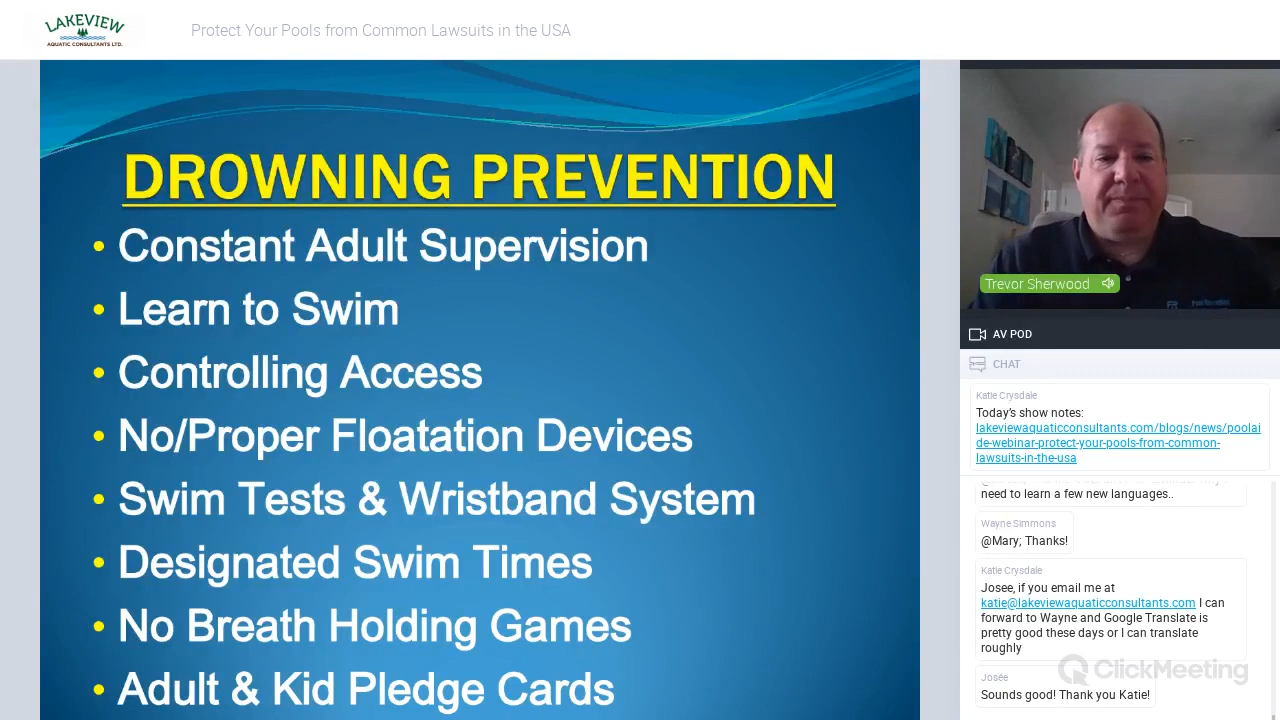 LAKEVIEW
AQUATIC CONSULTANTS LTD.
Protect Your Pools from Common Lawsuits in the USA
DROWNING PREVENTION
• Constant Adult Supervision
• Learn to Swim
• Controlling Access
• No/Proper Floatation Devices
• Swim Tests & Wristband System
• Designated Swim Times
• No Breath Holding Games
• Adult & Kid Pledge Cards
Trevor Sherwood
AV POD
CHAT
Katie Crysdale
Today's show notes:
lakeviewaquaticconsultants.com/blogs/news/poolai
de-webinar-protect-your-pools-from-common-
lawsuits-in-the-usa
need to learn a few new languages..
Wayne Simmons
@Mary; Thanks!
Katie Crysdale
Josee, if you email me at
katie@lakeviewaquaticconsultants.com I can
forward to Wayne and Google Translate is
pretty good these days or I can translate
roughly
ClickMeeting
Josée
Sounds good! Thank you Katie!